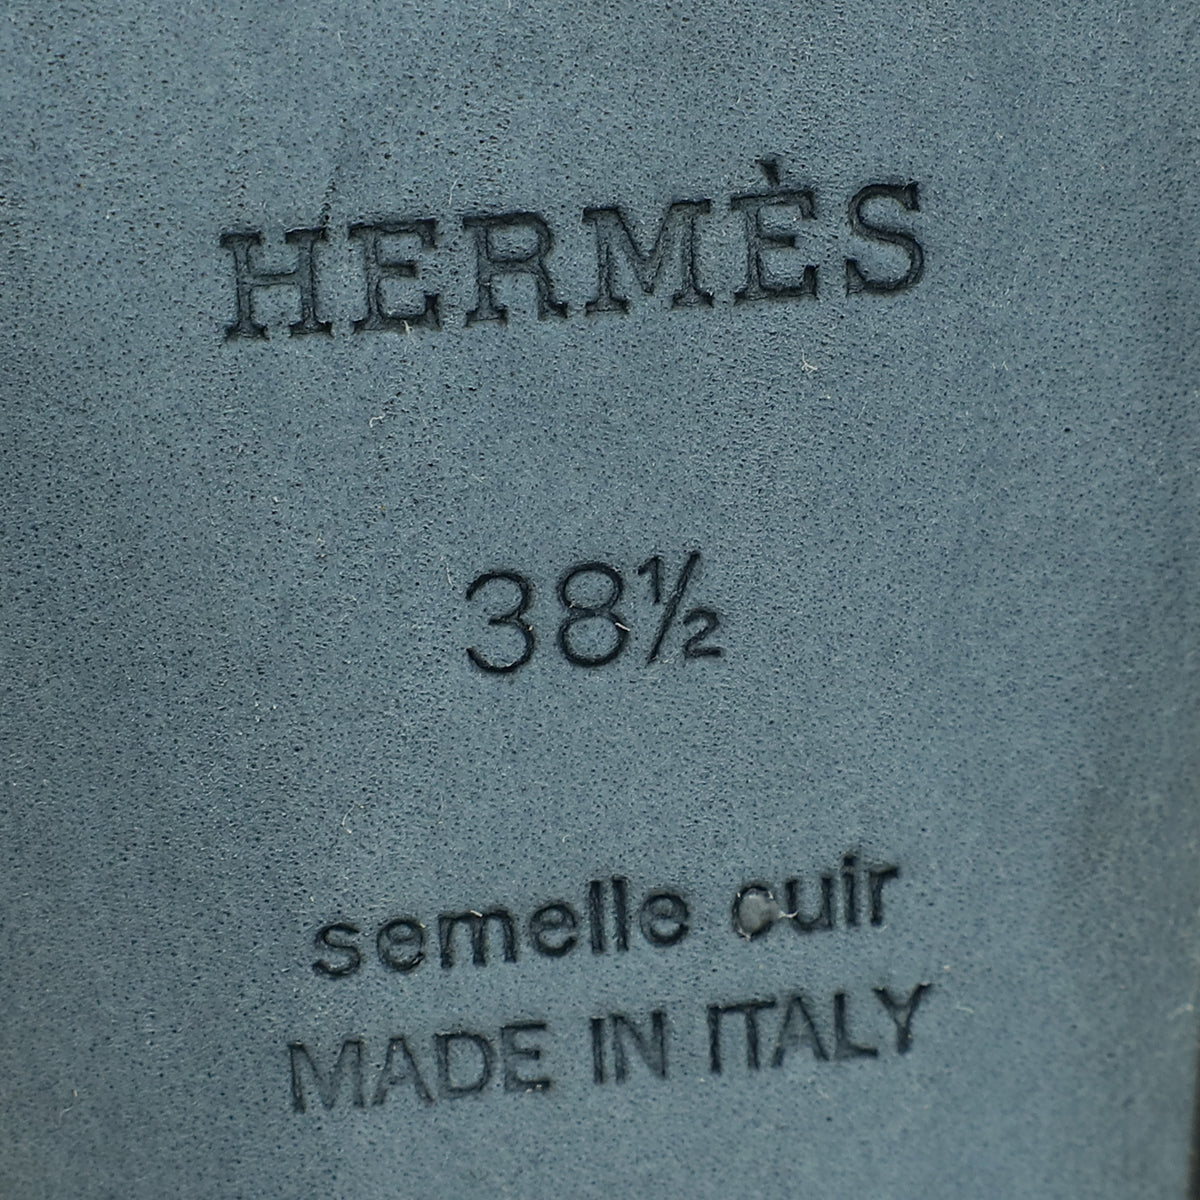 HERMÈS
38½
semelle cuir
MADE IN ITALY